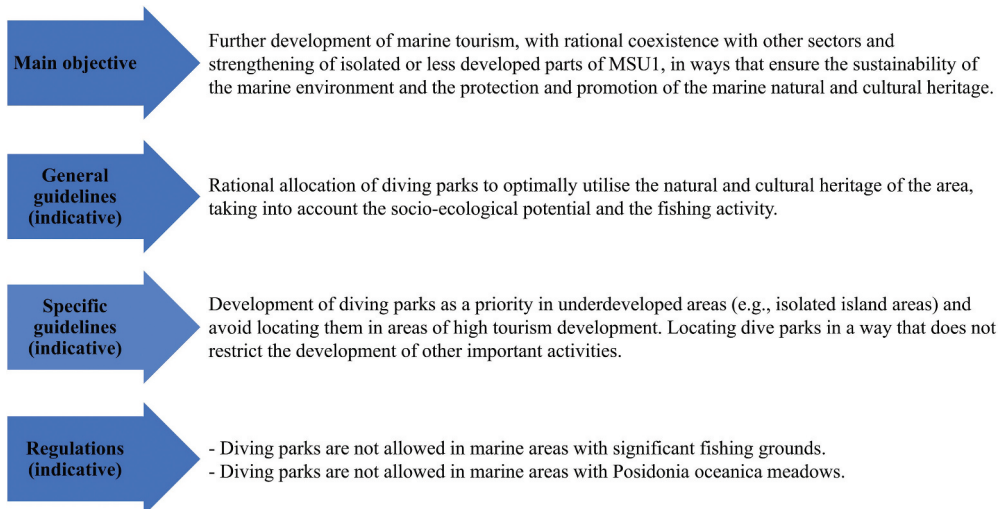 Main objective
Further development of marine tourism, with rational coexistence with other sectors and
strengthening of isolated or less developed parts of MSU1, in ways that ensure the sustainability of
the marine environment and the protection and promotion of the marine natural and cultural heritage.
General
guidelines
(indicative)
Rational allocation of diving parks to optimally utilise the natural and cultural heritage of the area,
taking into account the socio-ecological potential and the fishing activity.
Specific
guidelines
(indicative)
Development of diving parks as a priority in underdeveloped areas (e.g., isolated island areas) and
avoid locating them in areas of high tourism development. Locating dive parks in a way that does not
restrict the development of other important activities.
Regulations
(indicative)
- Diving parks are not allowed in marine areas with significant fishing grounds.
- Diving parks are not allowed in marine areas with Posidonia oceanica meadows.